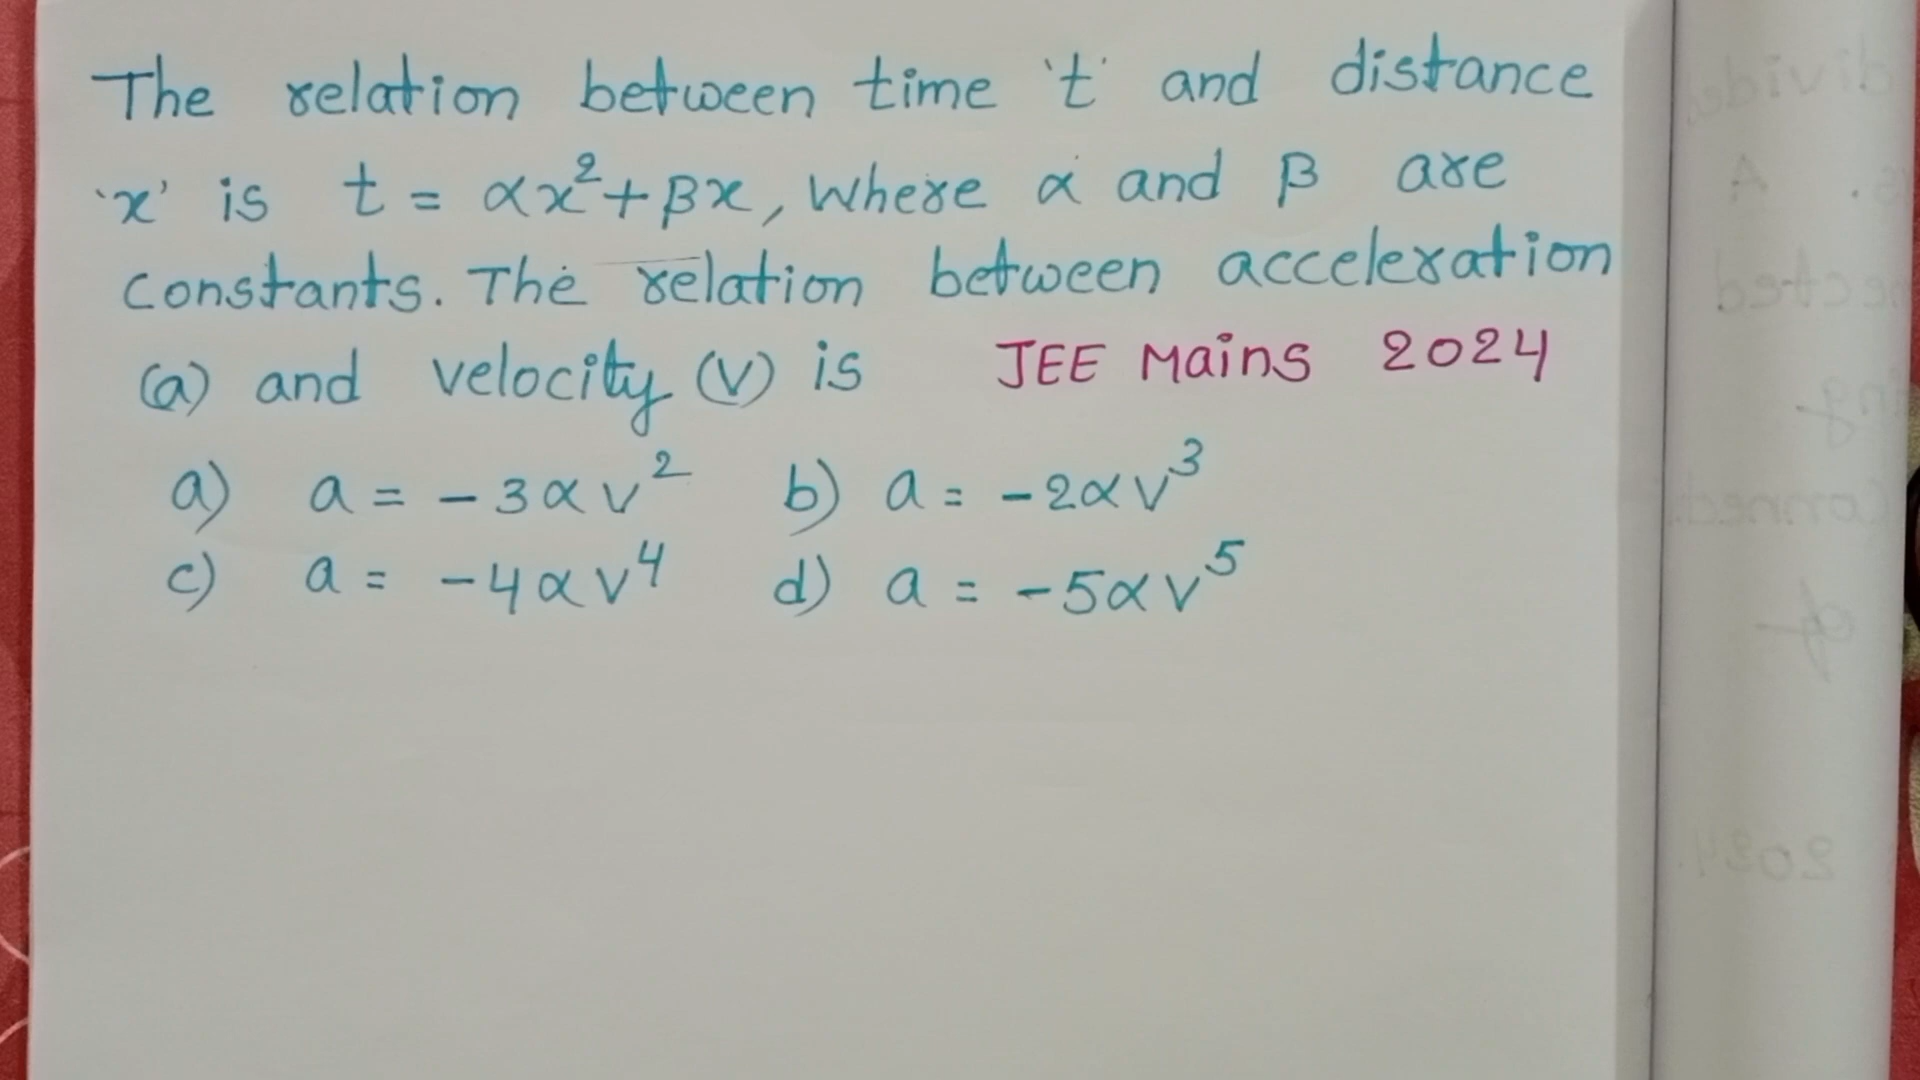 The relation between time 't' and distance
'x' is t = αx²+βx, where α and β are
constants. The relation between acceleration
(a) and velocity (v) is JEE Mains 2024
a) a = -3αv² b) a = -2αv³
c) a = -4αv⁴ d) a = -5αv⁵